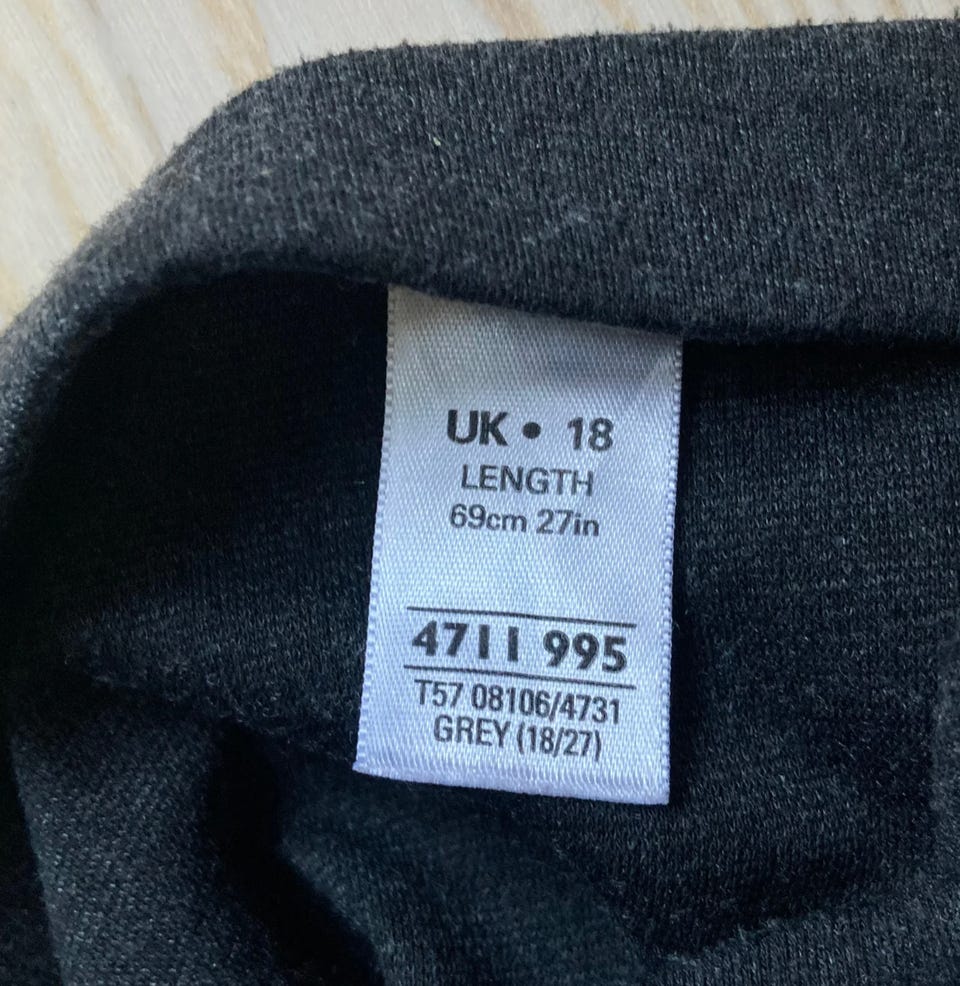 UK • 18
LENGTH
69cm 27in
4711 995
T57 08106/4731
GREY (18/27)